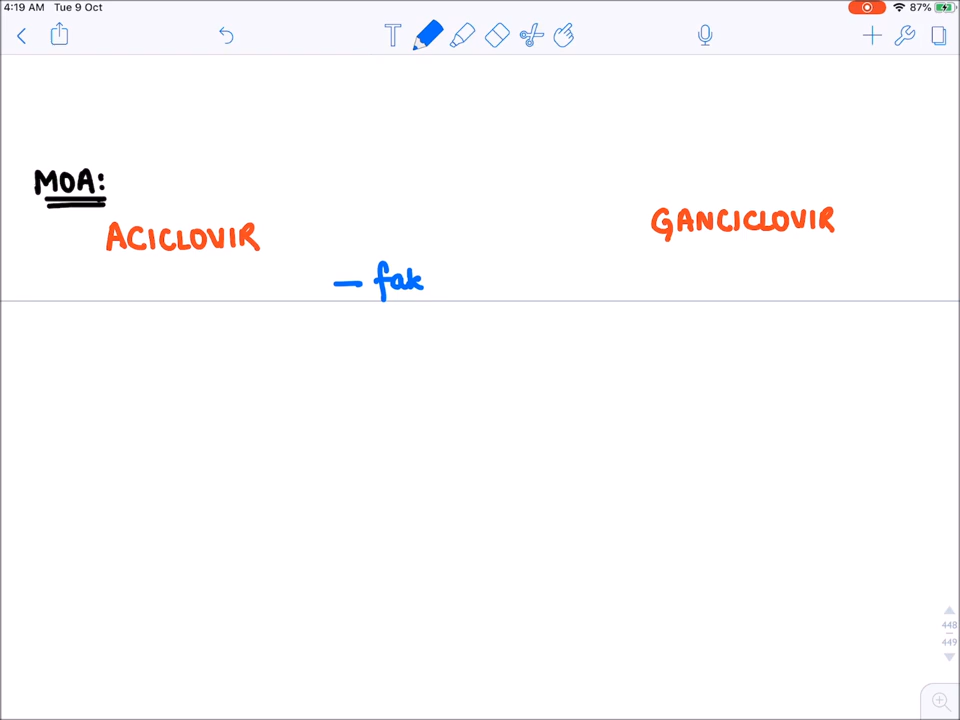 4:19 AM Tue 9 Oct
87%
T
MOA:
ACICLOVIR
GANCICLOVIR
— fak
448
449